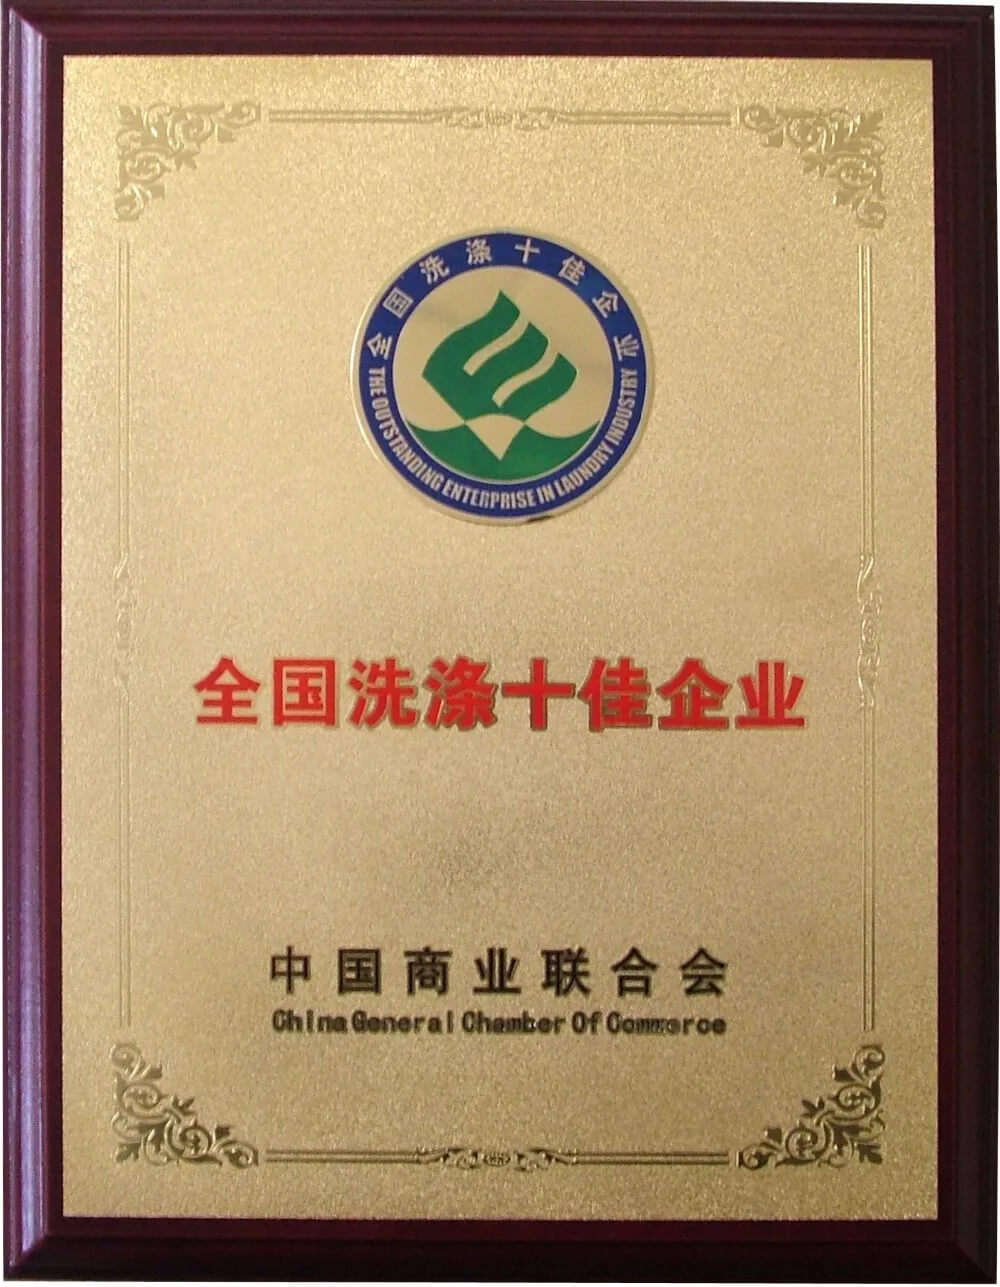 全国洗涤十佳企业
THE OUTSTANDING ENTERPRISE IN LAUNDRY INDUSTRY
全国洗涤十佳企业
中国商业联合会
China General Chamber Of Commerce